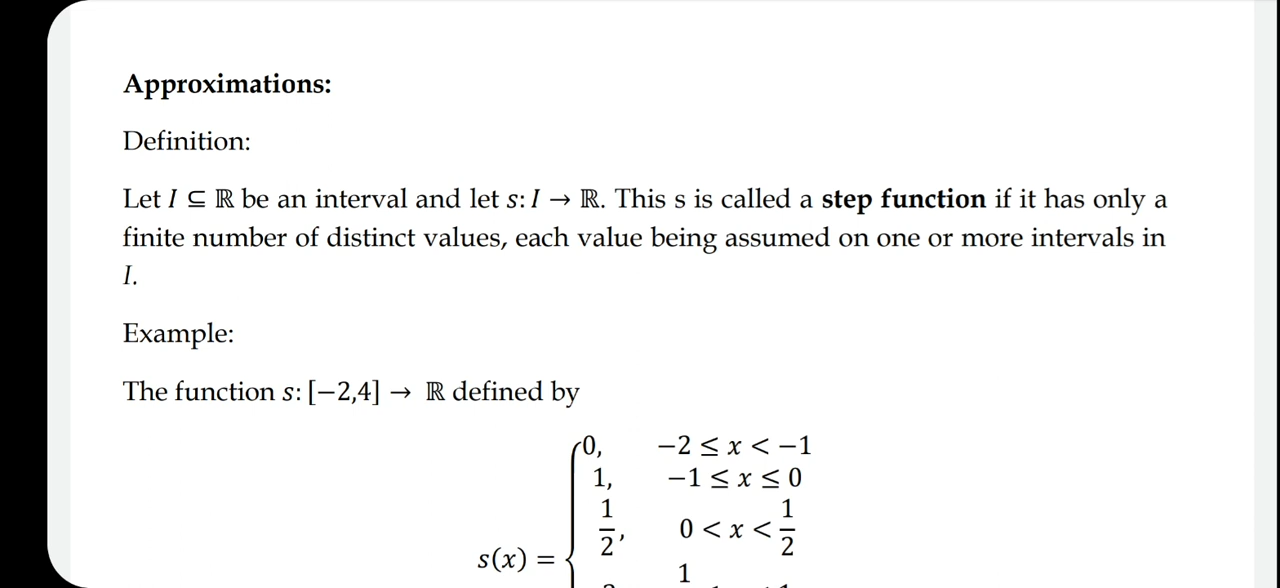 Approximations:
Definition:
Let I ⊆ ℝ be an interval and let s: I → ℝ. This s is called a step function if it has only a
finite number of distinct values, each value being assumed on one or more intervals in
I.
Example:
The function s: [−2,4] → ℝ defined by
0, −2 ≤ x < −1
1, −1 ≤ x ≤ 0
1/2, 0 < x < 1/2
s(x) =
1